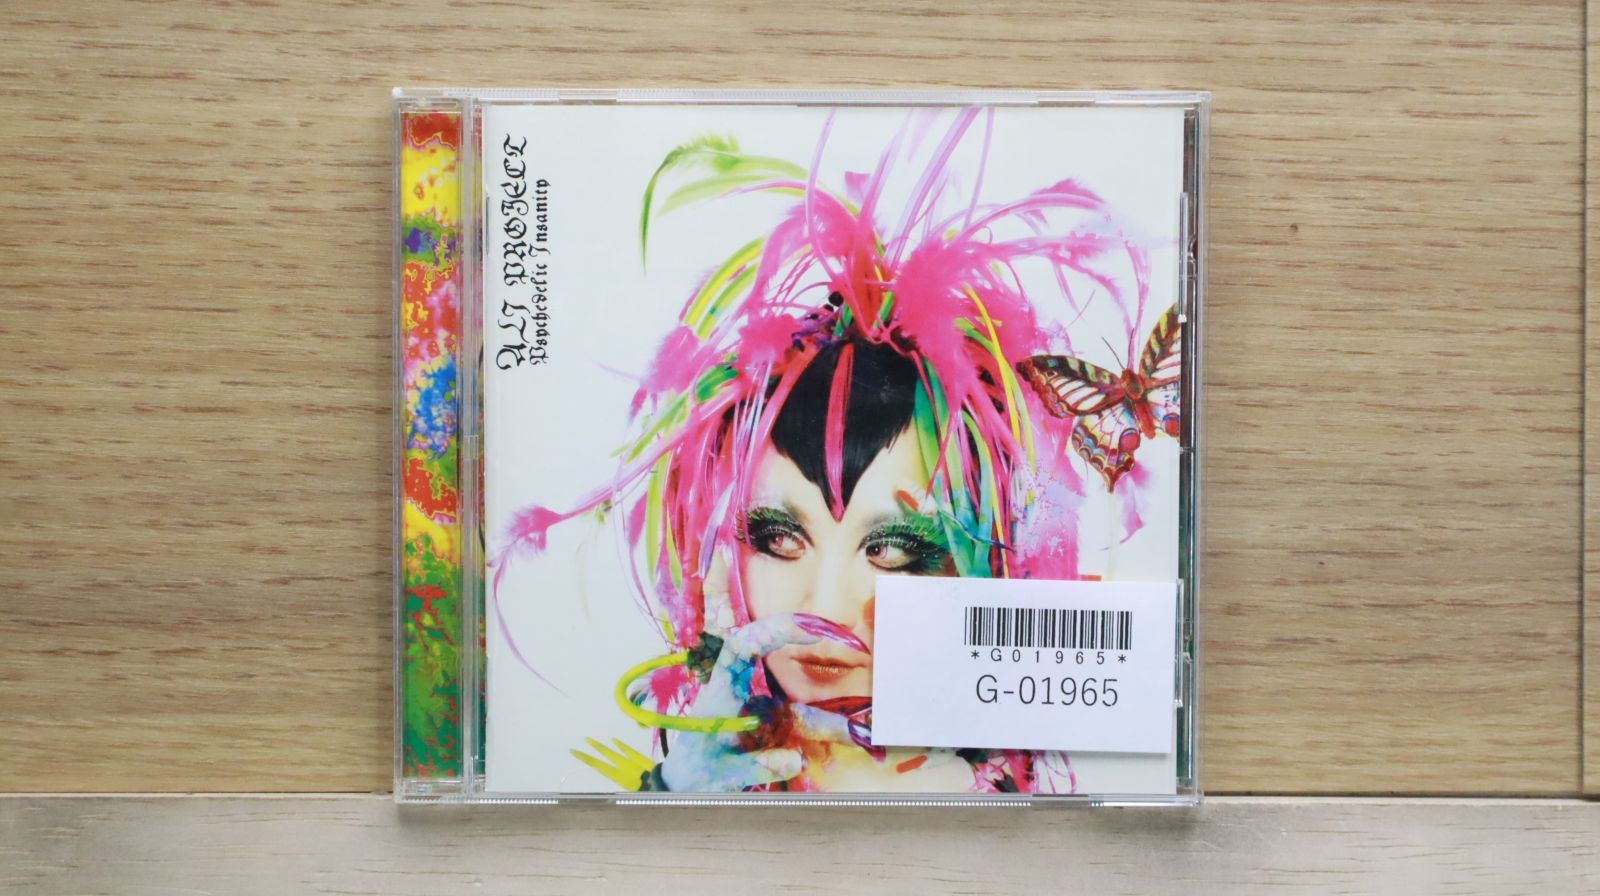 ALI PROJECT
Psychedelic Insanity
*G01965*
G-01965